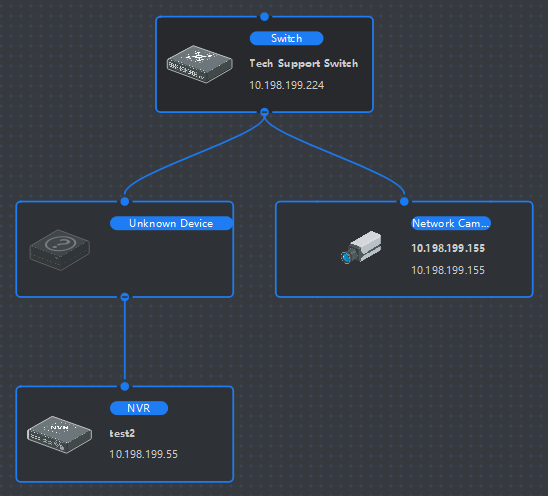 Switch
Tech Support Switch
10.198.199.224
Unknown Device
Network Cam...
10.198.199.155
10.198.199.155
NVR
NVR
test2
10.198.199.55